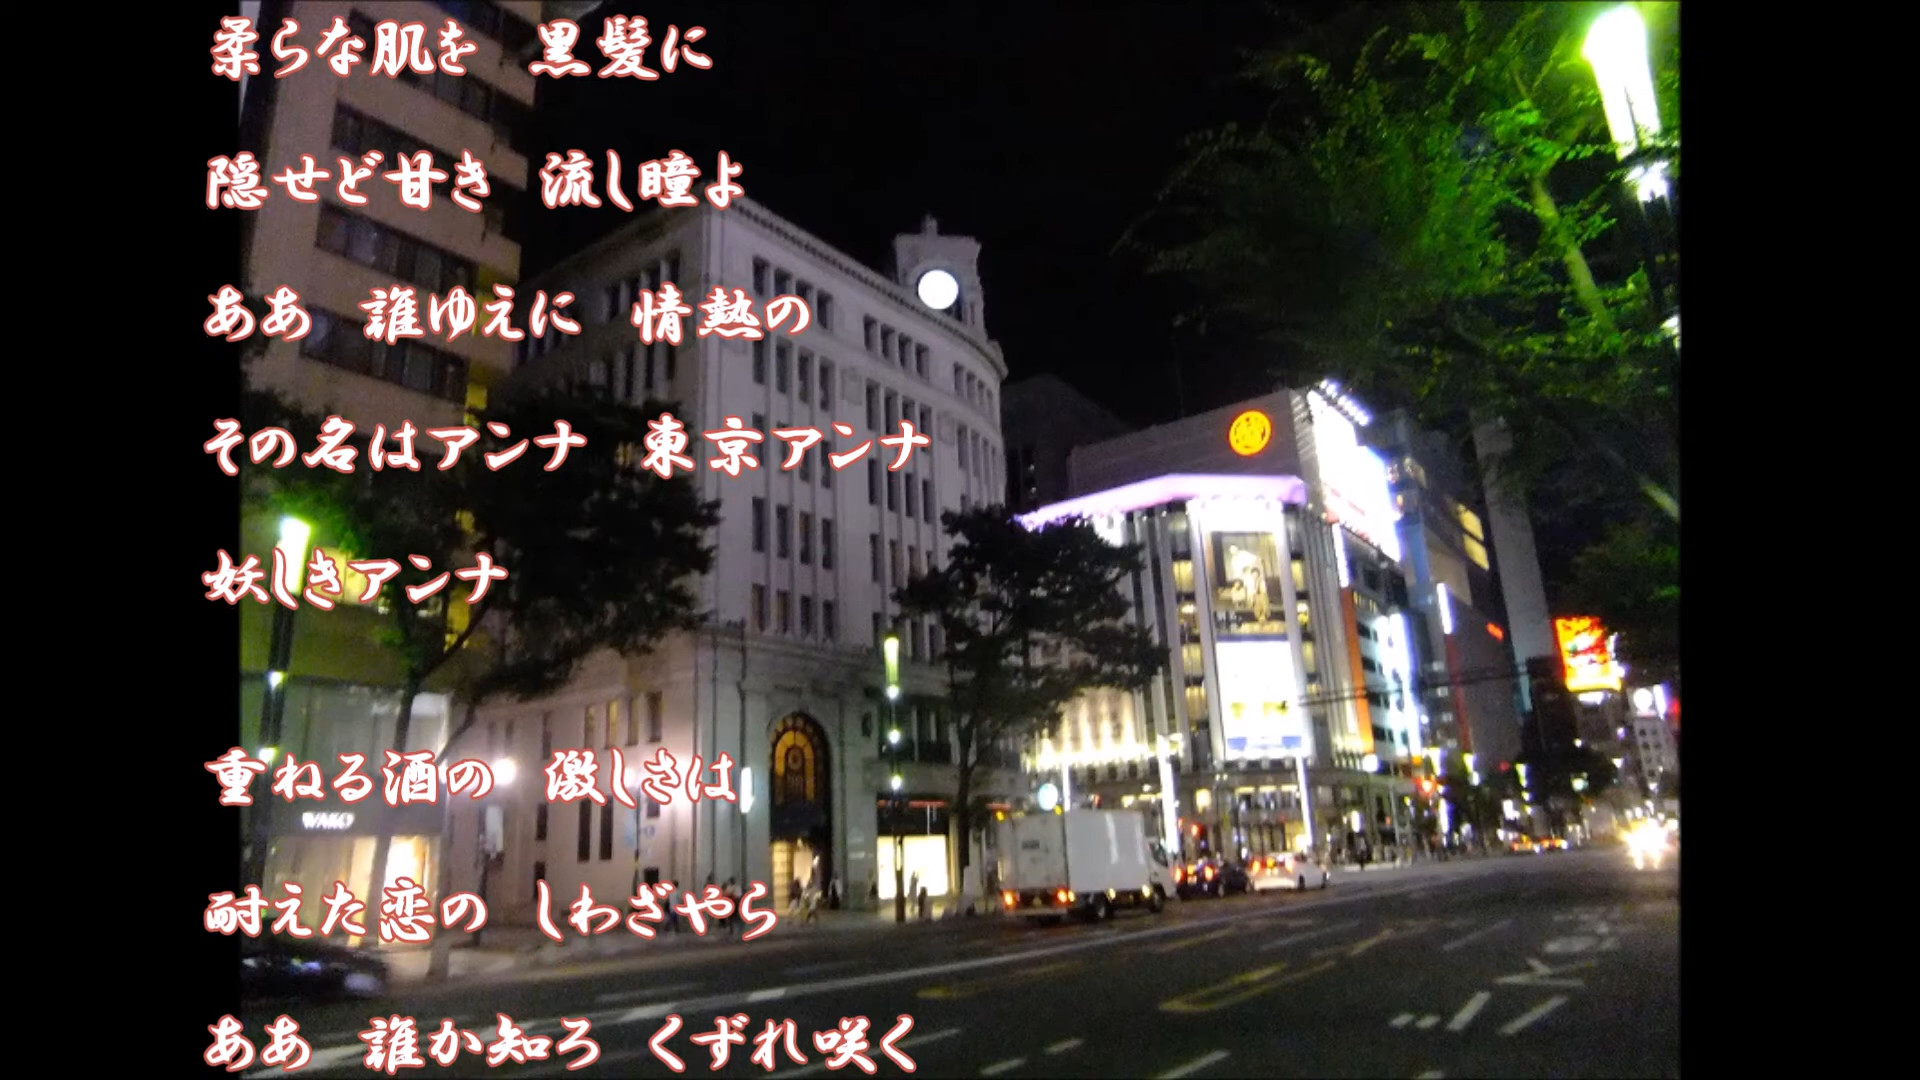 柔らな肌を　黒髪に
隠せど甘き　流し瞳よ
ああ　誰ゆえに　情熱の
その名はアンナ　東京アンナ
妖しきアンナ
重ねる酒の　激しさは
耐えた恋の　しわざやら
ああ　誰か知ろ　くずれ咲く
WAKO